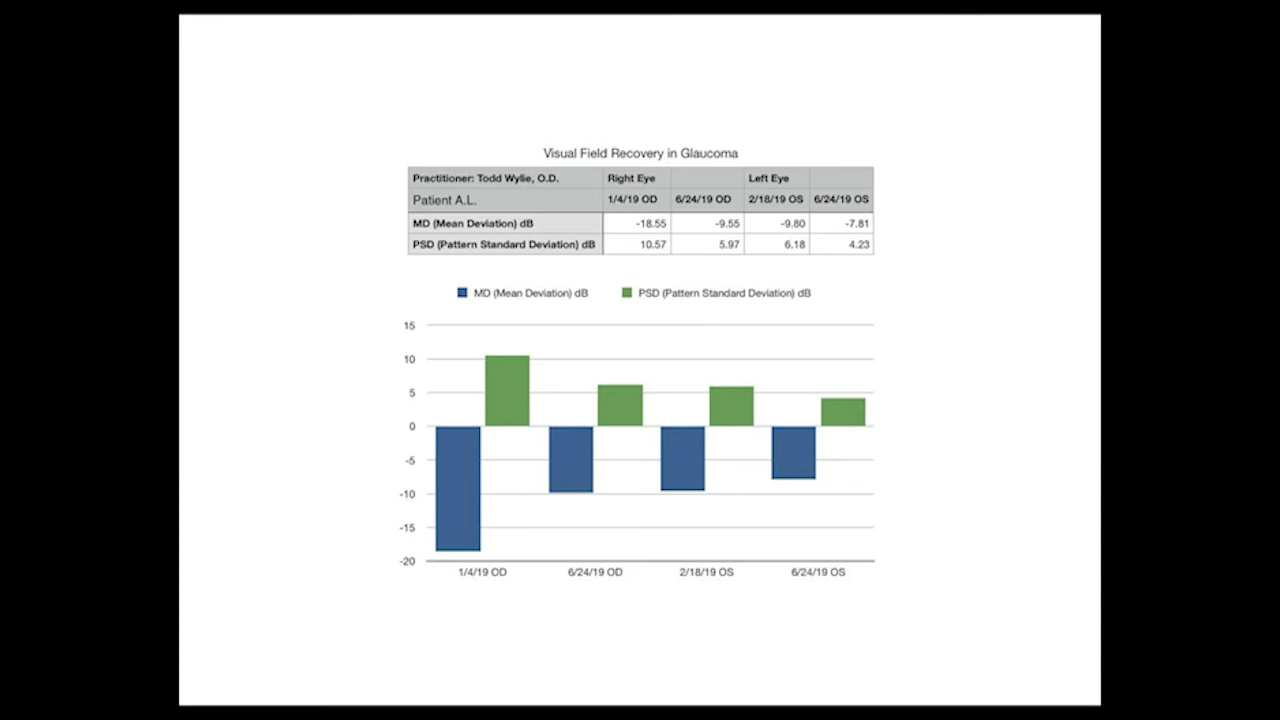 Visual Field Recovery in Glaucoma
Practitioner: Todd Wylie, O.D. Right Eye Left Eye
Patient A.L. 1/4/19 OD 6/24/19 OD 2/18/19 OS 6/24/19 OS
MD (Mean Deviation) dB -18.55 -9.55 -9.80 -7.81
PSD (Pattern Standard Deviation) dB 10.57 5.97 6.18 4.23
MD (Mean Deviation) dB PSD (Pattern Standard Deviation) dB
15
10
5
0
-5
-10
-15
-20
1/4/19 OD 6/24/19 OD 2/18/19 OS 6/24/19 OS